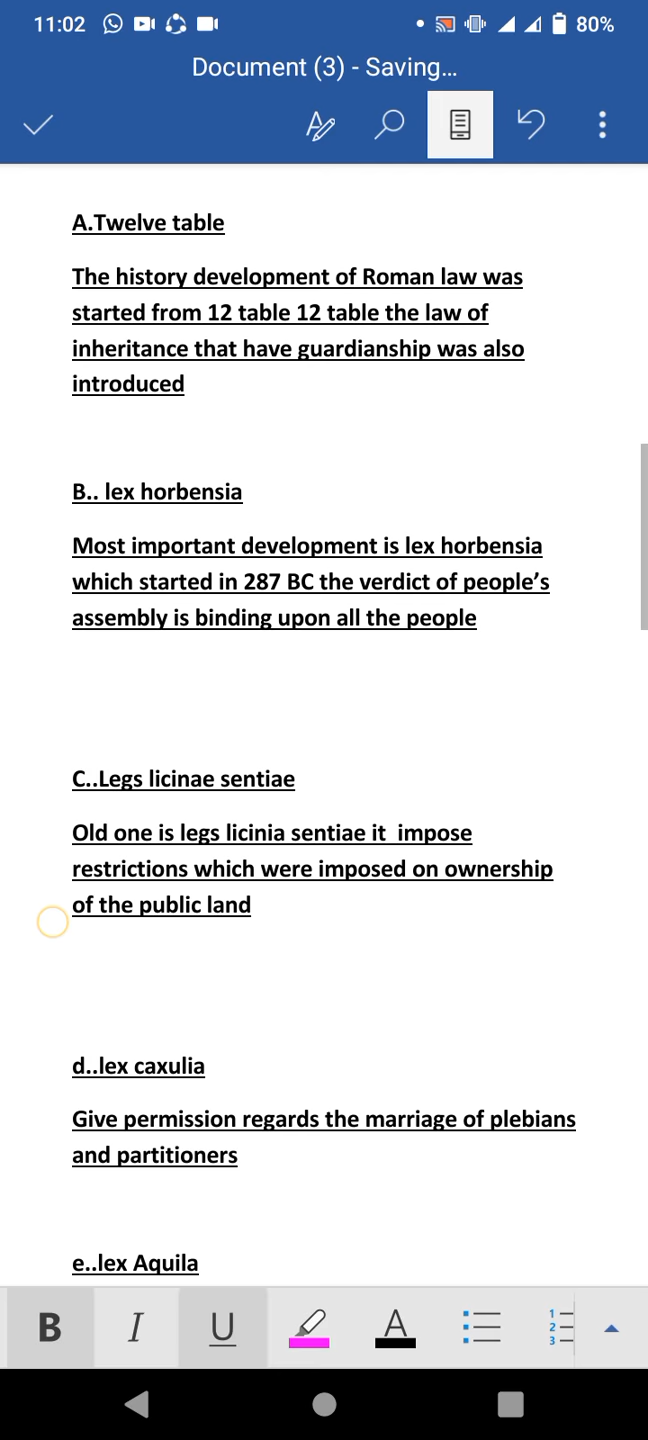 11:02 80%
Document (3) - Saving...
A.Twelve table
The history development of Roman law was
started from 12 table 12 table the law of
inheritance that have guardianship was also
introduced
B.. lex horbensia
Most important development is lex horbensia
which started in 287 BC the verdict of people's
assembly is binding upon all the people
C..Legs licinae sentiae
Old one is legs licinia sentiae it  impose
restrictions which were imposed on ownership
of the public land
d..lex caxulia
Give permission regards the marriage of plebians
and partitioners
e..lex Aquila
B I U A 1 2 3